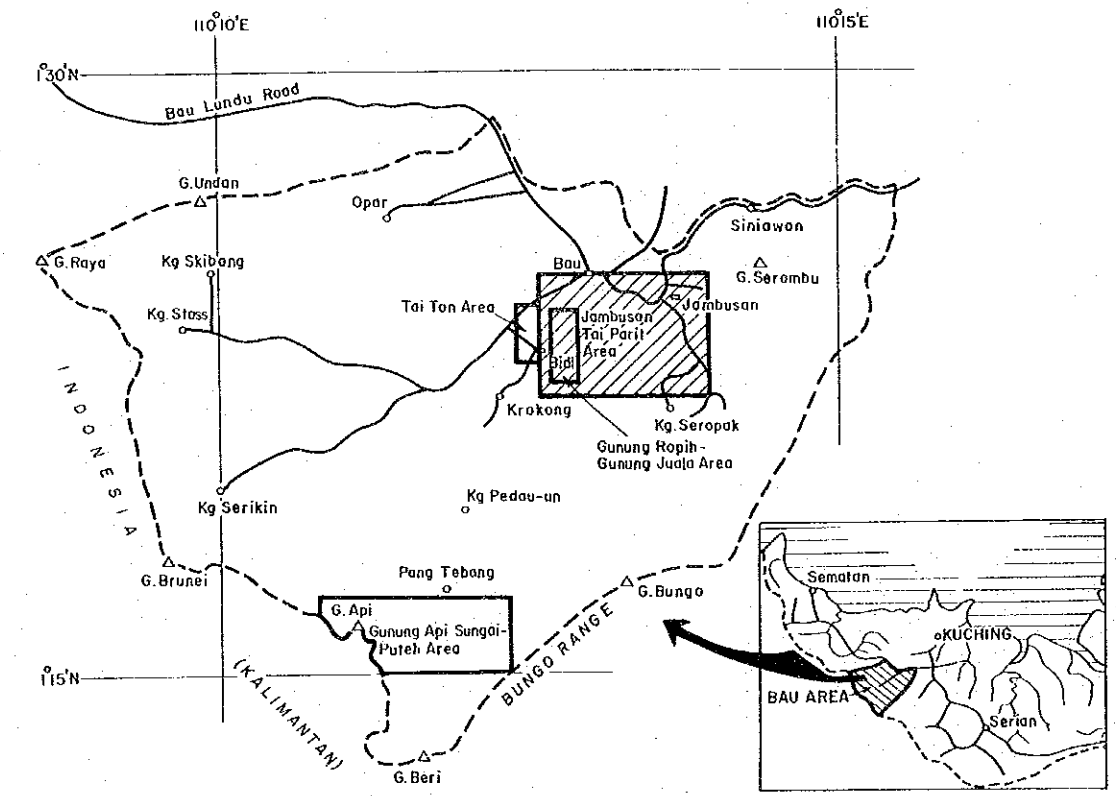 110°10'E
110°15'E
1°30'N
Bau Lundu Road
G. Undan
Opar
Siniawan
G. Raya
Kg Skibang
Bau
G. Serambu
Tai Ton Area
Jambusan
Kg. Stass
Jambusan
Tai Parit
Area
Bidi
INDONESIA
Krokong
Kg. Seropak
Gunung Ropih-
Gunung Juala Area
Kg Serikin
Kg Pedau-un
G. Brunei
Pang Tebang
G. Bungo
G. Api
Gunung Api Sungai-
Puteh Area
1°15'N
BUNGO RANGE
(KALIMANTAN)
G. Beri
Sematan
KUCHING
BAU AREA
Serian